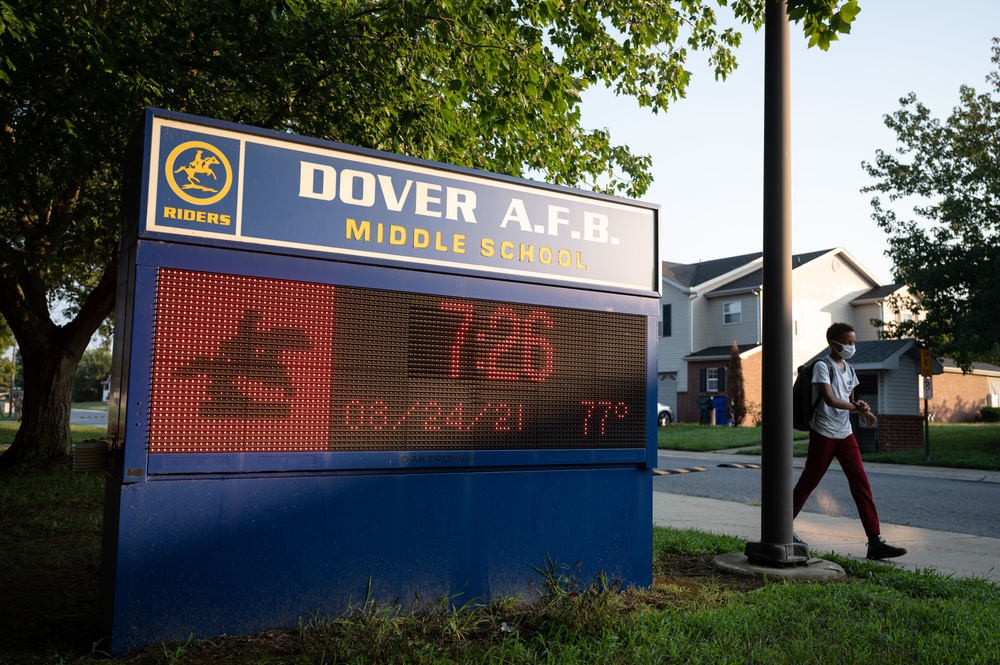 RIDERS
DOVER A.F.B.
MIDDLE SCHOOL
7:26
08/24/21 77°
DAKTRONICS